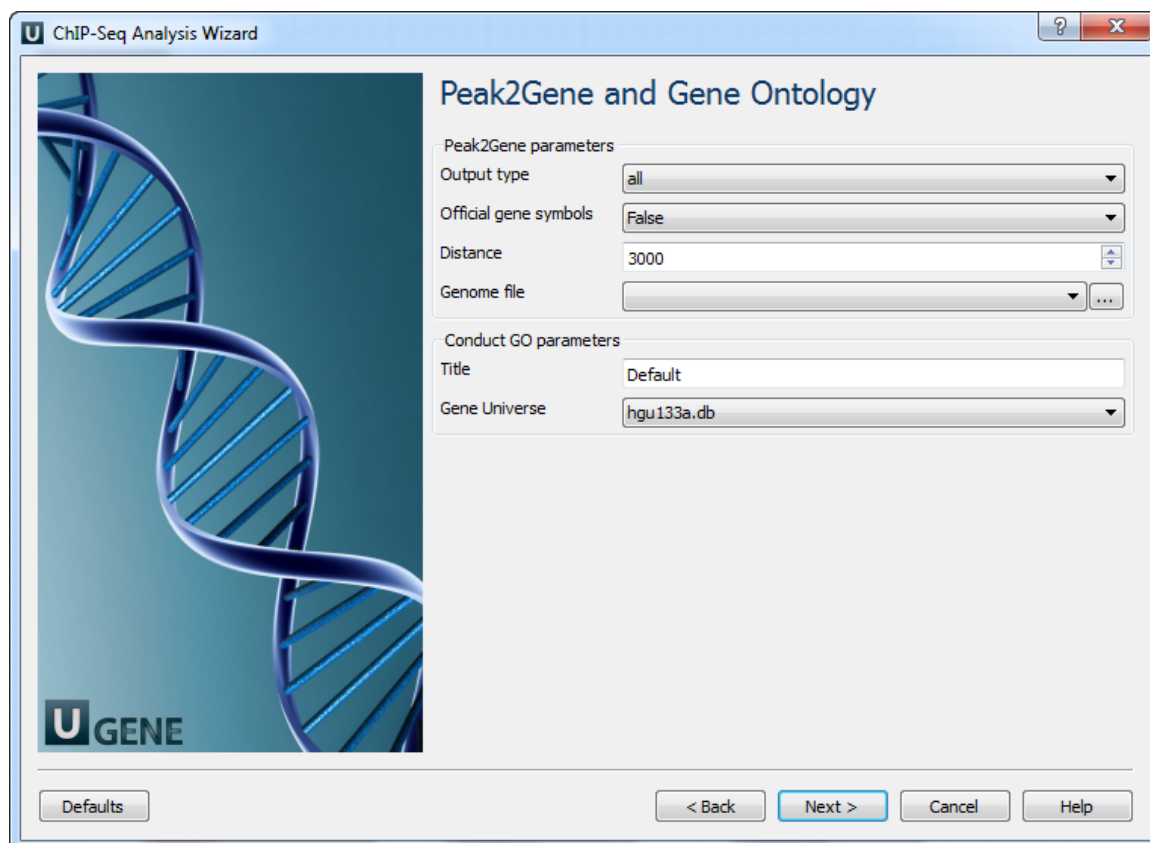 U ChIP-Seq Analysis Wizard
Peak2Gene and Gene Ontology
Peak2Gene parameters
Output type all
Official gene symbols False
Distance 3000
Genome file ...
Conduct GO parameters
Title Default
Gene Universe hgu133a.db
U GENE
Defaults < Back Next > Cancel Help